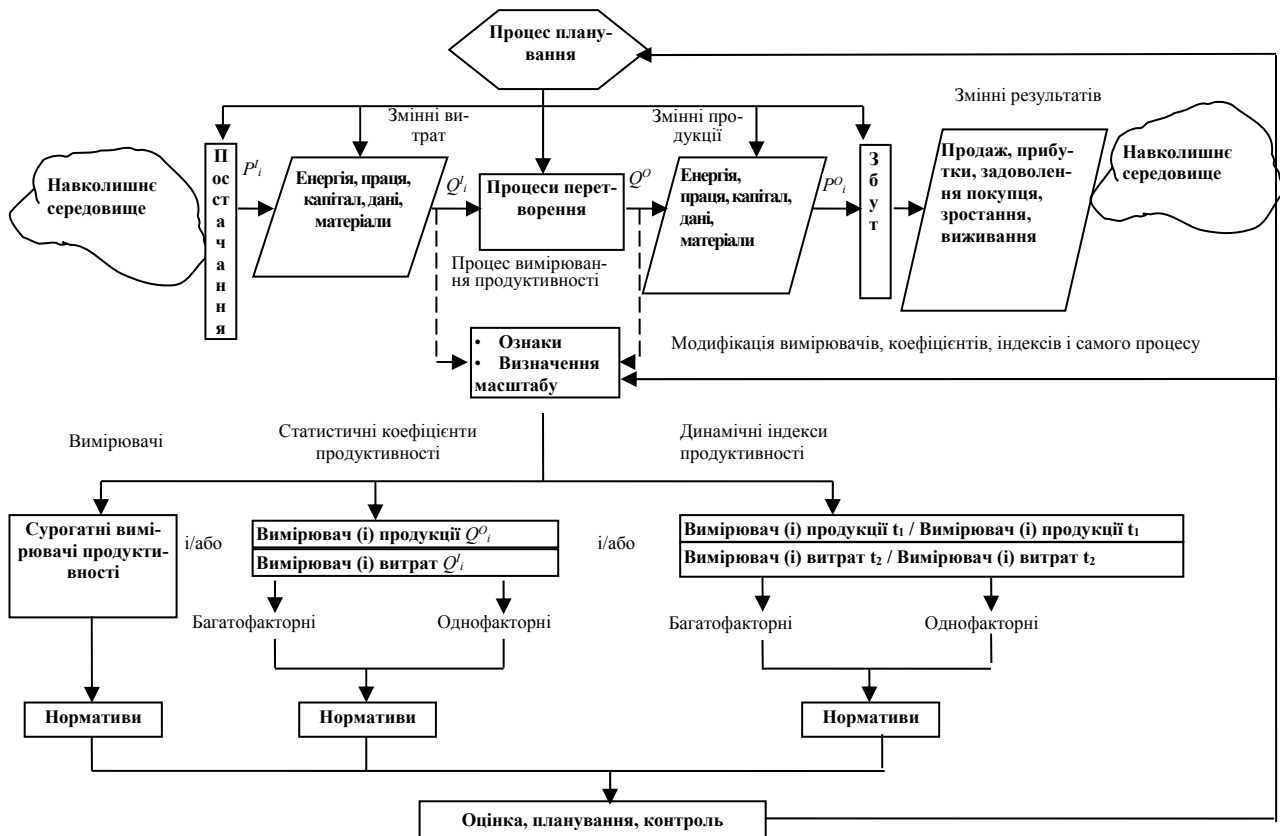 Процес плану-
вання
Змінні ви-
трат
Змінні про-
дукції
Змінні результатів
Навколишнє
середовище
П
о
с
т
а
ч
а
н
н
я
P^I_i
Енергія, праця,
капітал, дані,
матеріали
Q^I_i
Процеси перет-
ворення
Q^O
Енергія,
праця, капітал,
дані,
матеріали
P^O_i
З
б
у
т
Продаж, прибу-
тки, задоволен-
ня покупця,
зростання,
виживання
Навколишнє
середовище
Процес вимірюван-
ня продуктивності
• Ознаки
• Визначення
масштабу
Модифікація вимірювачів, коефіцієнтів, індексів і самого процесу
Вимірювачі
Статистичні коефіцієнти
продуктивності
Динамічні індекси
продуктивності
Сурогатні вимі-
рювачі продукти-
вності
і/або
Вимірювач (і) продукції Q^O_i
Вимірювач (і) витрат Q^I_i
і/або
Вимірювач (і) продукції t₁ / Вимірювач (і) продукції t₁
Вимірювач (і) витрат t₂ / Вимірювач (і) витрат t₂
Багатофакторні
Однофакторні
Багатофакторні
Однофакторні
Нормативи
Нормативи
Нормативи
Оцінка, планування, контроль